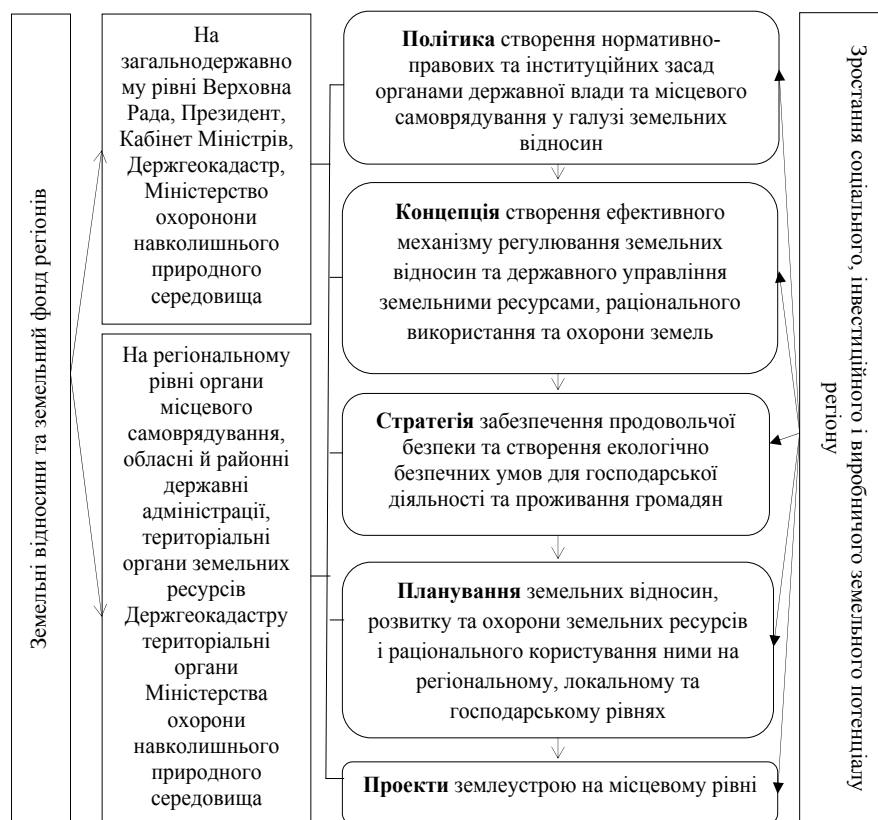 Земельні відносини та земельний фонд регіонів
На
загальнодержавно
му рівні Верховна
Рада, Президент,
Кабінет Міністрів,
Держгеокадастр,
Міністерство
охоронони
навколишнього
природного
середовища
На регіональному
рівні органи
місцевого
самоврядування,
обласні й районні
державні
адміністрації,
територіальні
органи земельних
ресурсів
Держгеокадастру
територіальні
органи
Міністерства
охорони
навколишнього
природного
середовища
Політика створення нормативно-
правових та інституційних засад
органами державної влади та місцевого
самоврядування у галузі земельних
відносин
Концепція створення ефективного
механізму регулювання земельних
відносин та державного управління
земельними ресурсами, раціонального
використання та охорони земель
Стратегія забезпечення продовольчої
безпеки та створення екологічно
безпечних умов для господарської
діяльності та проживання громадян
Планування земельних відносин,
розвитку та охорони земельних ресурсів
і раціонального користування ними на
регіональному, локальному та
господарському рівнях
Проекти землеустрою на місцевому рівні
Зростання соціального, інвестиційного і виробничого земельного потенціалу
регіону